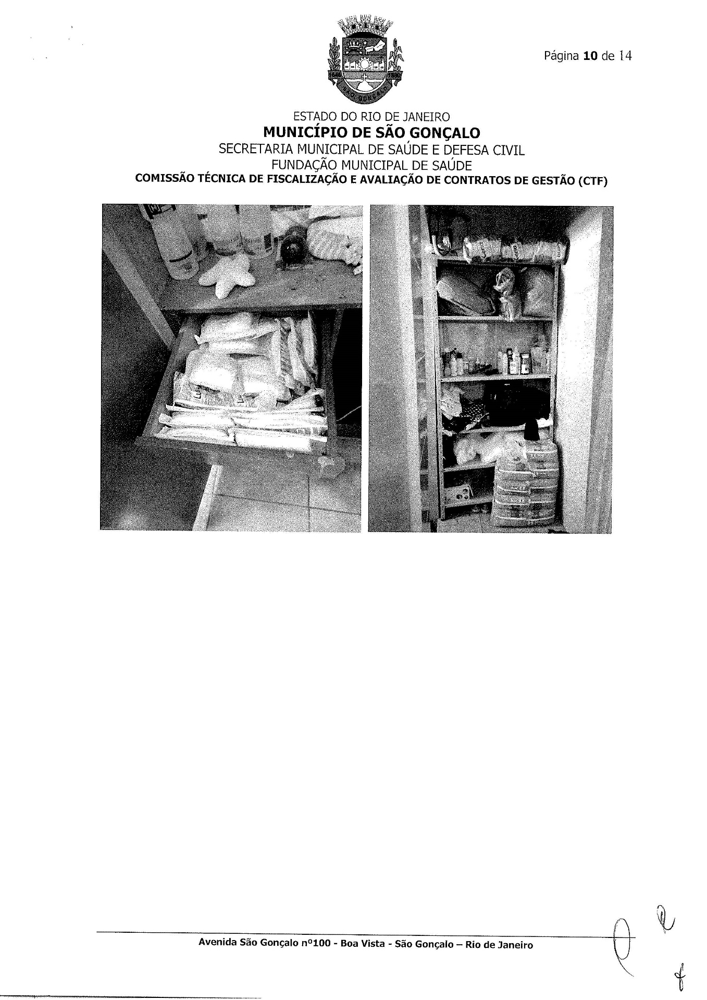 Página 10 de 14
ESTADO DO RIO DE JANEIRO
MUNICÍPIO DE SÃO GONÇALO
SECRETARIA MUNICIPAL DE SAÚDE E DEFESA CIVIL
FUNDAÇÃO MUNICIPAL DE SAÚDE
COMISSÃO TÉCNICA DE FISCALIZAÇÃO E AVALIAÇÃO DE CONTRATOS DE GESTÃO (CTF)
Avenida São Gonçalo nº100 - Boa Vista - São Gonçalo – Rio de Janeiro